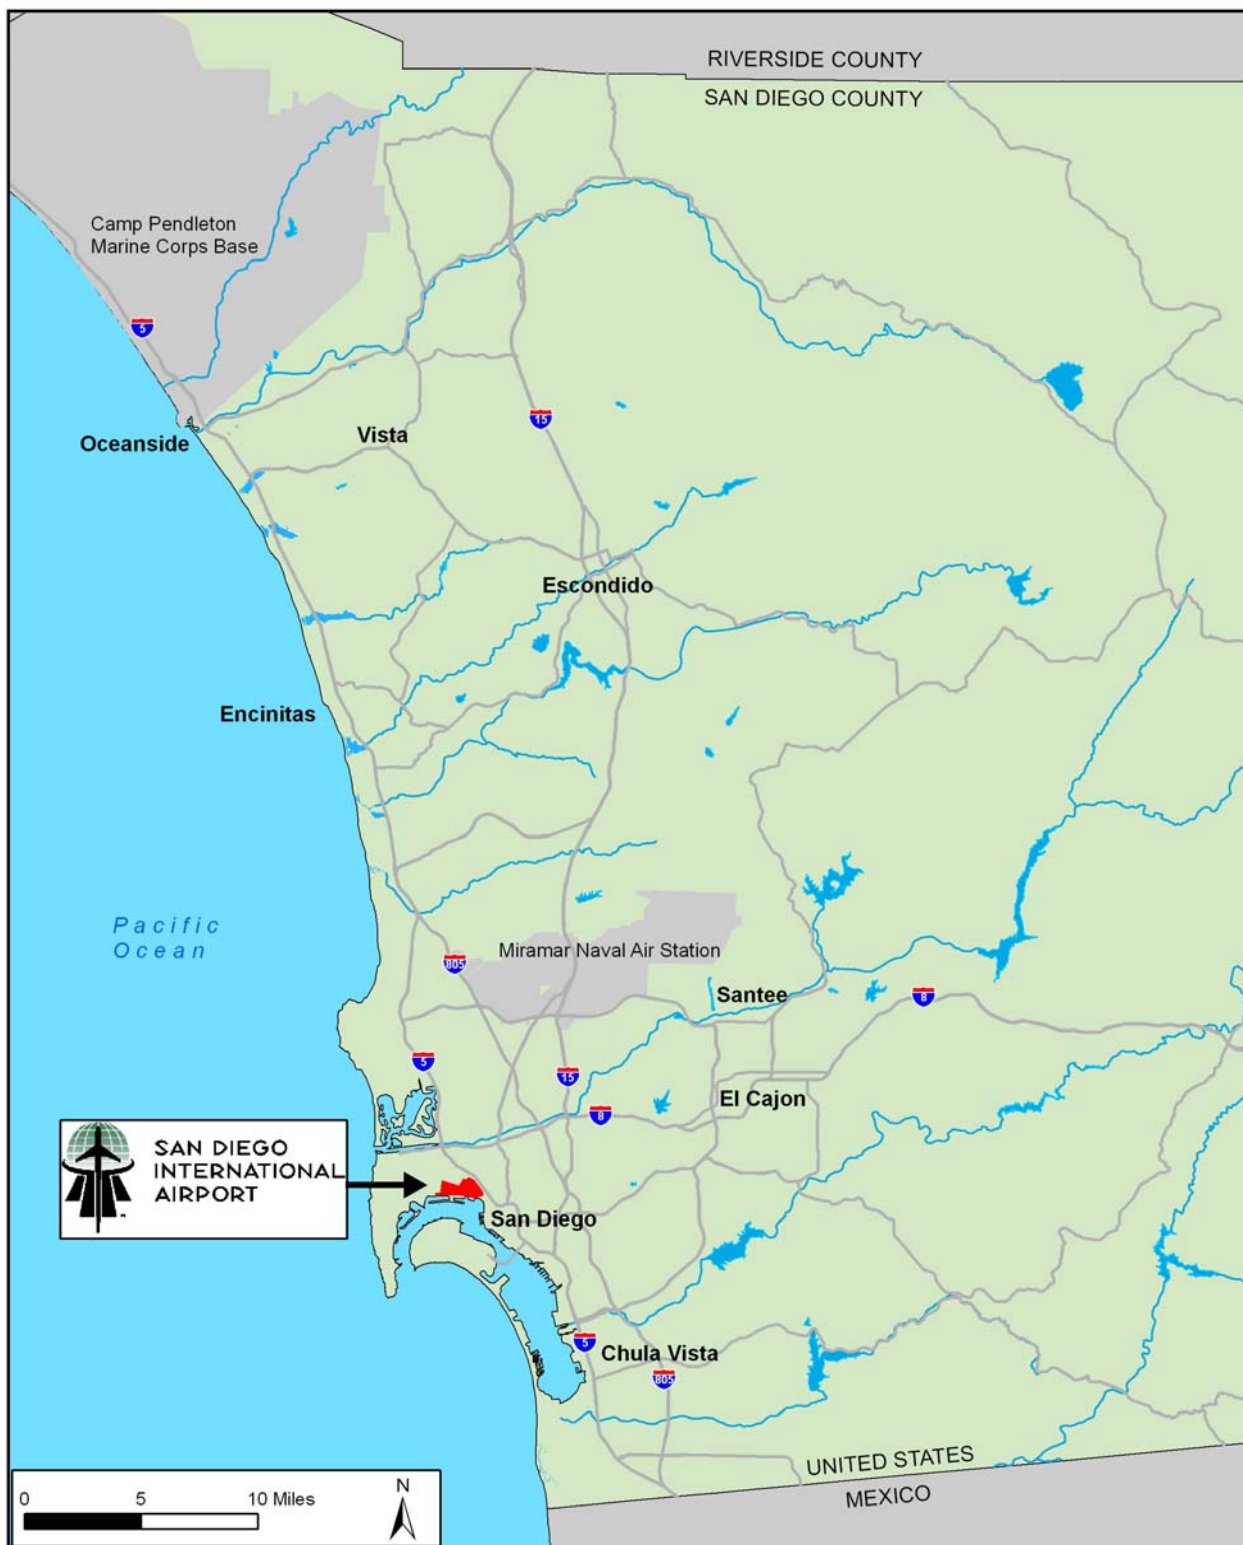 RIVERSIDE COUNTY
SAN DIEGO COUNTY
Camp Pendleton
Marine Corps Base
5
15
Oceanside
Vista
Escondido
Encinitas
Pacific
Ocean
Miramar Naval Air Station
805
Santee
8
5
15
8
El Cajon
SAN DIEGO
INTERNATIONAL
AIRPORT
San Diego
5
Chula Vista
805
UNITED STATES
MEXICO
0 5 10 Miles
N